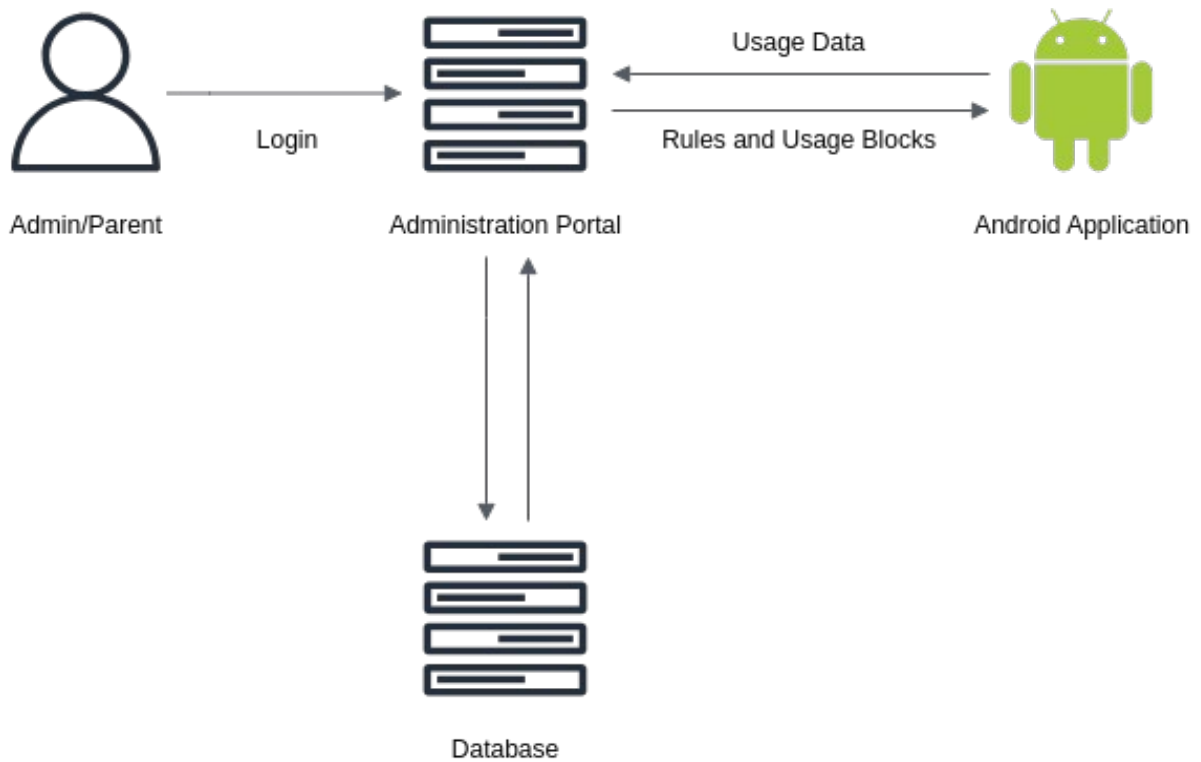 Usage Data
Login
Rules and Usage Blocks
Admin/Parent
Administration Portal
Android Application
Database